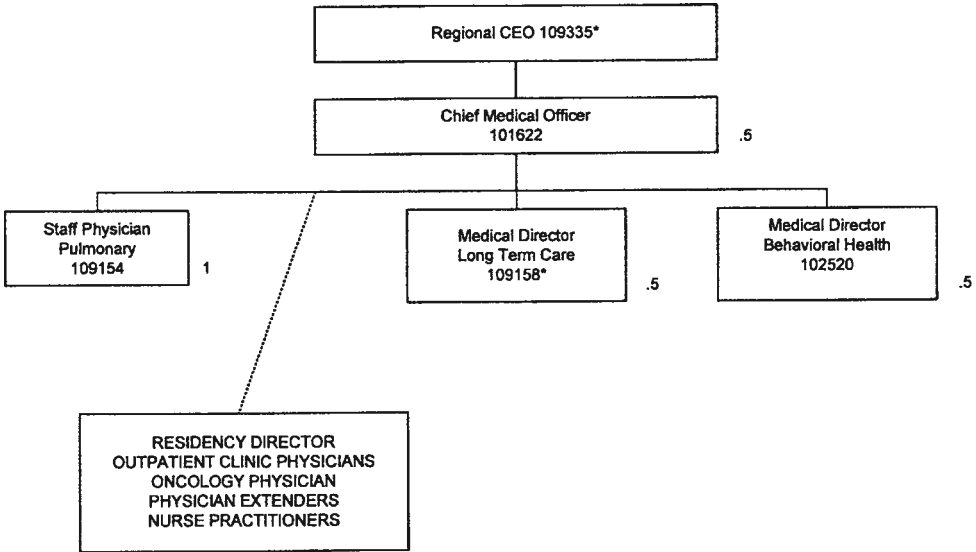 Regional CEO 109335*
Chief Medical Officer
101622
.5
Staff Physician
Pulmonary
109154
1
Medical Director
Long Term Care
109158*
.5
Medical Director
Behavioral Health
102520
.5
RESIDENCY DIRECTOR
OUTPATIENT CLINIC PHYSICIANS
ONCOLOGY PHYSICIAN
PHYSICIAN EXTENDERS
NURSE PRACTITIONERS